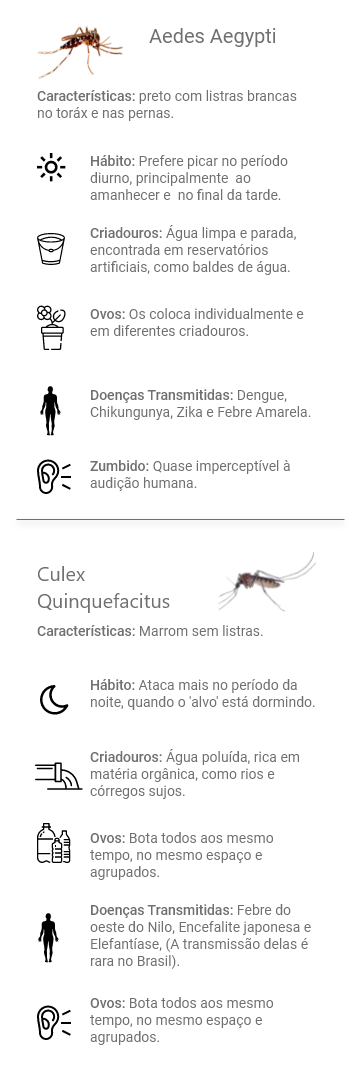 Aedes Aegypti
Características: preto com listras brancas
no toráx e nas pernas.
Hábito: Prefere picar no período
diurno, principalmente ao
amanhecer e no final da tarde.
Criadouros: Água limpa e parada,
encontrada em reservatórios
artificiais, como baldes de água.
Ovos: Os coloca individualmente e
em diferentes criadouros.
Doenças Transmitidas: Dengue,
Chikungunya, Zika e Febre Amarela.
Zumbido: Quase imperceptível à
audição humana.
Culex
Quinquefacitus
Características: Marrom sem listras.
Hábito: Ataca mais no período da
noite, quando o 'alvo' está dormindo.
Criadouros: Água poluída, rica em
matéria orgânica, como rios e
córregos sujos.
Ovos: Bota todos aos mesmo
tempo, no mesmo espaço e
agrupados.
Doenças Transmitidas: Febre do
oeste do Nilo, Encefalite japonesa e
Elefantíase, (A transmissão delas é
rara no Brasil).
Ovos: Bota todos aos mesmo
tempo, no mesmo espaço e
agrupados.